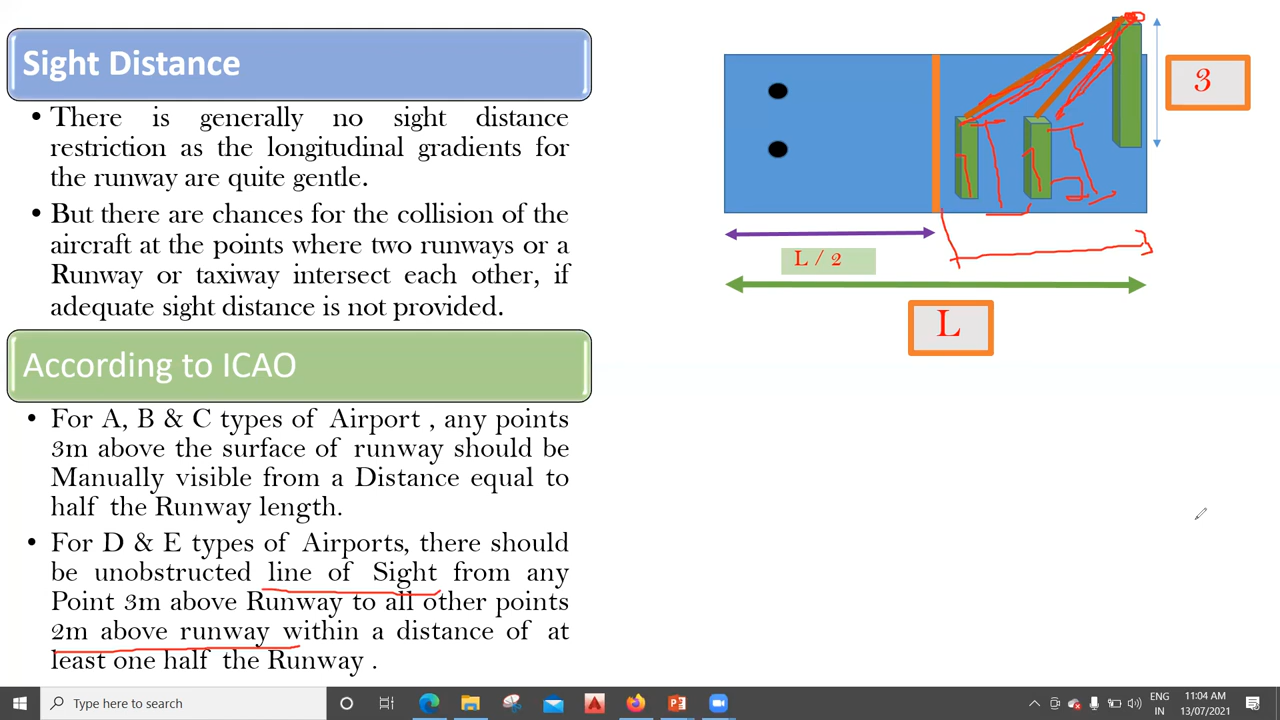 Sight Distance
• There is generally no sight distance
restriction as the longitudinal gradients for
the runway are quite gentle.
• But there are chances for the collision of the
aircraft at the points where two runways or a
Runway or taxiway intersect each other, if
adequate sight distance is not provided.
According to ICAO
• For A, B & C types of Airport , any points
3m above the surface of runway should be
Manually visible from a Distance equal to
half the Runway length.
• For D & E types of Airports, there should
be unobstructed line of Sight from any
Point 3m above Runway to all other points
2m above runway within a distance of at
least one half the Runway .
3
L / 2
L
Type here to search
ENG
IN
11:04 AM
13/07/2021